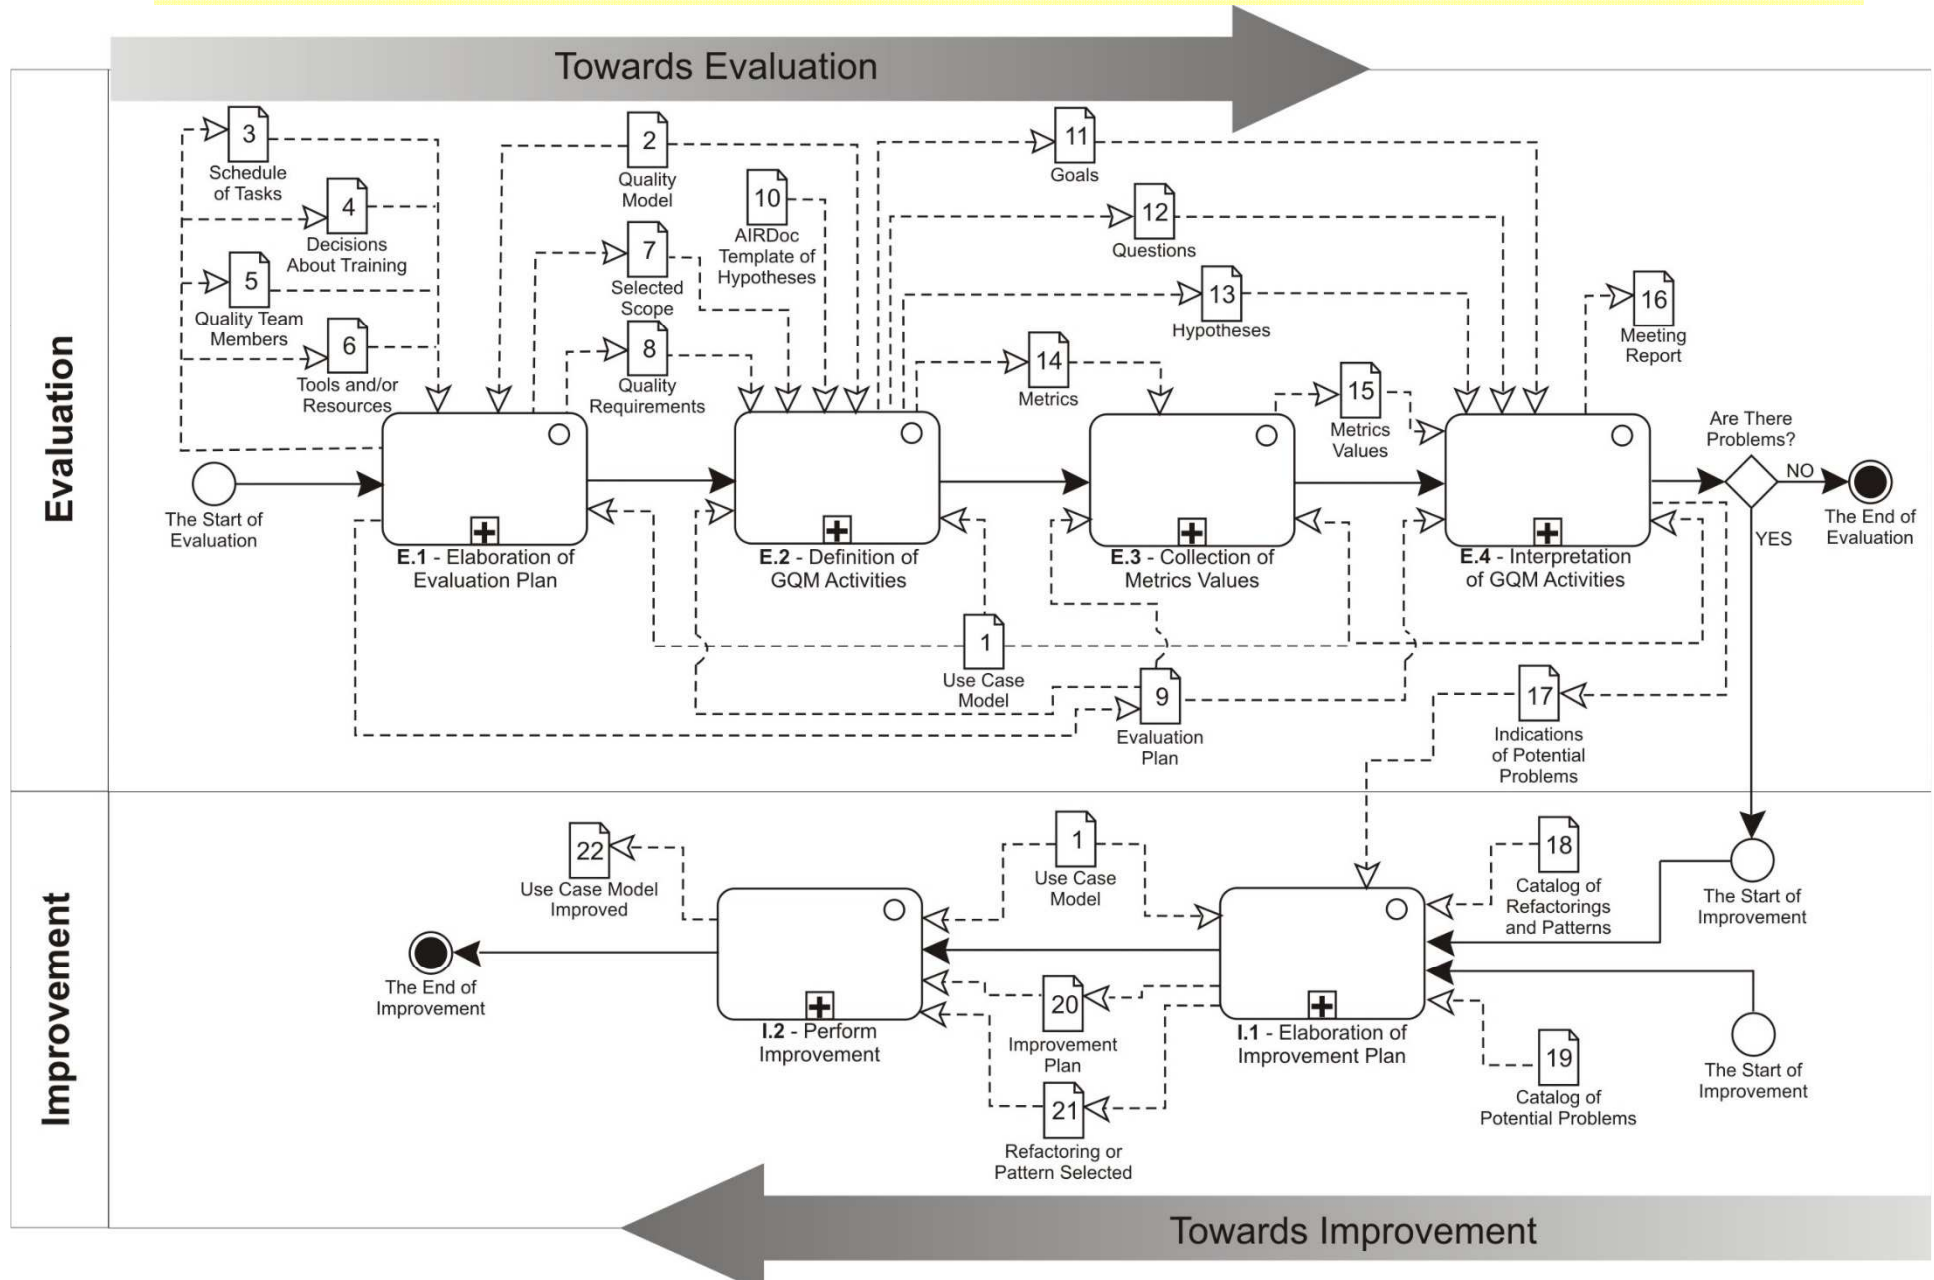 Towards Evaluation
Evaluation
3
Schedule
of Tasks
4
Decisions
About Training
5
Quality Team
Members
6
Tools and/or
Resources
2
Quality
Model
7
Selected
Scope
8
Quality
Requirements
10
AIRDoc
Template of
Hypotheses
11
Goals
12
Questions
13
Hypotheses
14
Metrics
15
Metrics
Values
16
Meeting
Report
Are There
Problems?
NO
YES
The Start of
Evaluation
E.1 - Elaboration of
Evaluation Plan
E.2 - Definition of
GQM Activities
E.3 - Collection of
Metrics Values
E.4 - Interpretation
of GQM Activities
The End of
Evaluation
1
Use Case
Model
9
Evaluation
Plan
17
Indications
of Potential
Problems
Improvement
22
Use Case Model
Improved
1
Use Case
Model
18
Catalog of
Refactorings
and Patterns
The Start of
Improvement
The End of
Improvement
I.2 - Perform
Improvement
20
Improvement
Plan
I.1 - Elaboration of
Improvement Plan
19
Catalog of
Potential Problems
The Start of
Improvement
21
Refactoring or
Pattern Selected
Towards Improvement